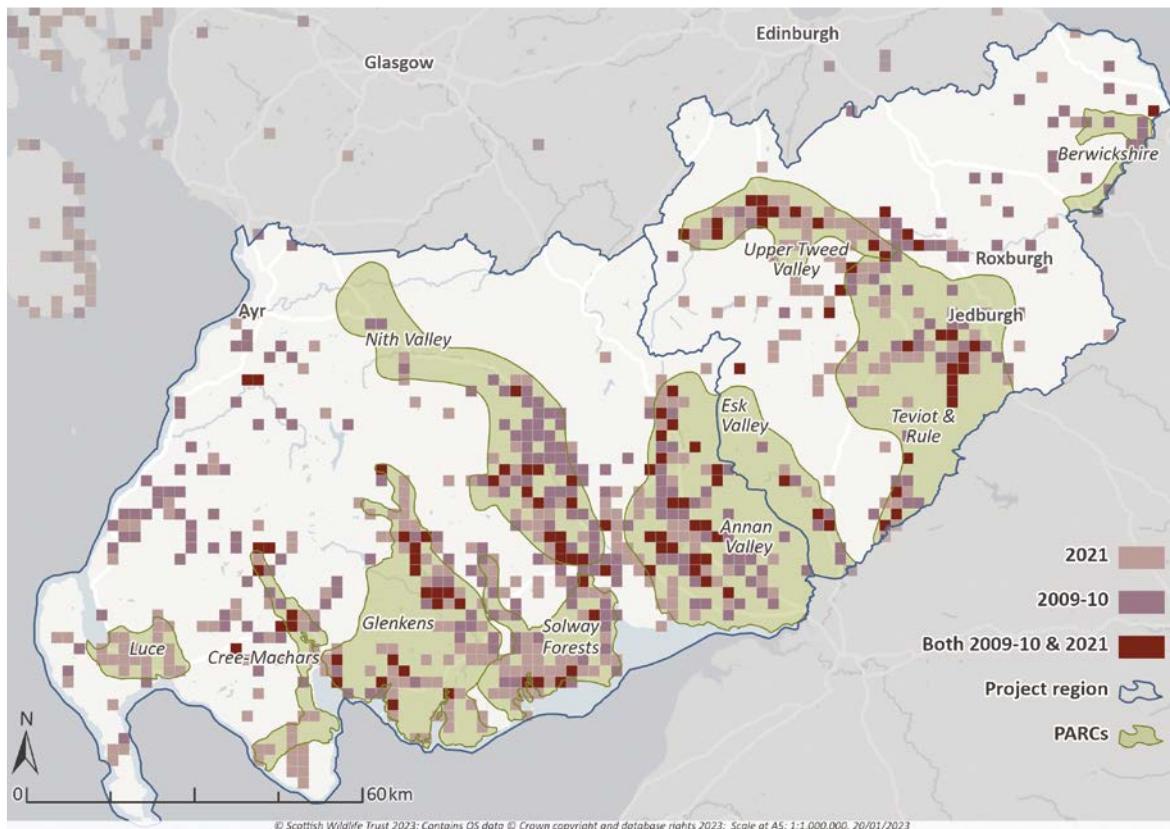 Edinburgh
Glasgow
Berwickshire
Upper Tweed
Valley
Roxburgh
Ayr
Jedburgh
Nith Valley
Esk
Valley
Teviot &
Rule
Annan
Valley
2021
2009-10
Glenkens
Solway
Forests
Luce
Cree-Machars
Both 2009-10 & 2021
Project region
N
PARCs
0
60 km
© Scottish Wildlife Trust 2023; Contains OS data © Crown copyright and database rights 2023; Scale at A5: 1:1,000,000, 20/01/2023